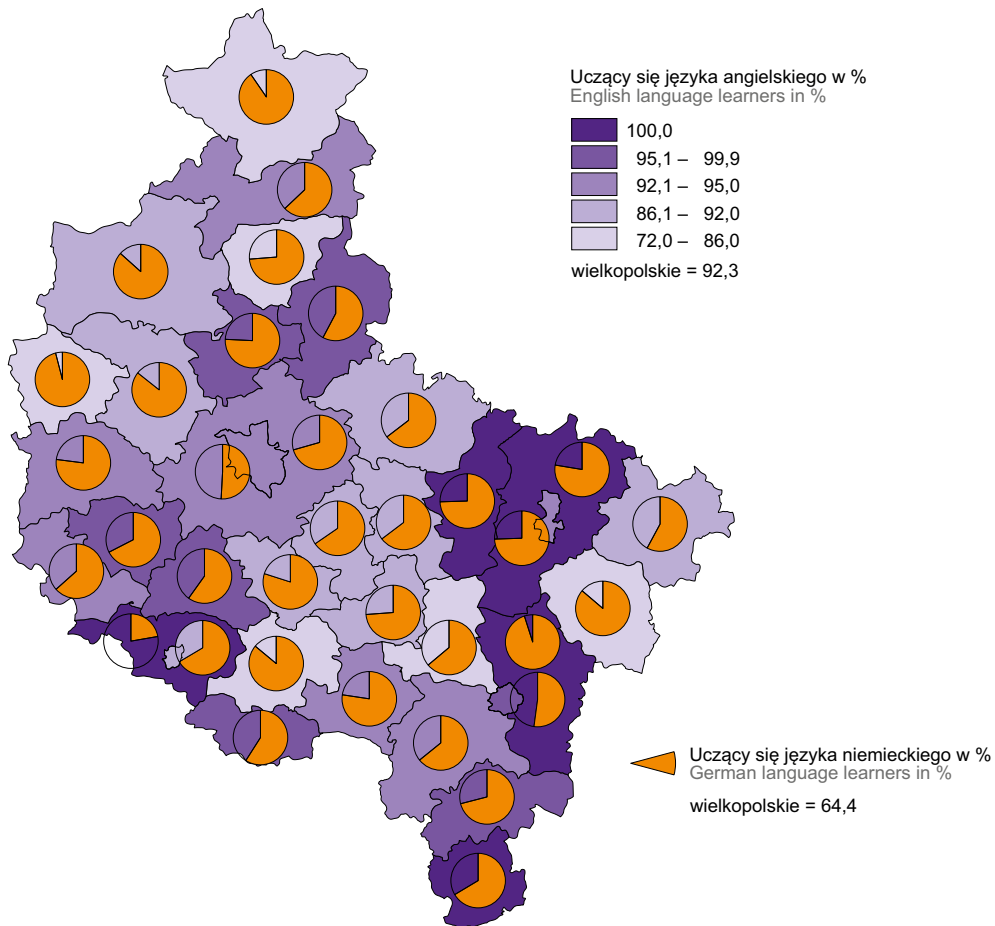 Uczący się języka angielskiego w %
English language learners in %
100,0
95,1 – 99,9
92,1 – 95,0
86,1 – 92,0
72,0 – 86,0
wielkopolskie = 92,3
Uczący się języka niemieckiego w %
German language learners in %
wielkopolskie = 64,4